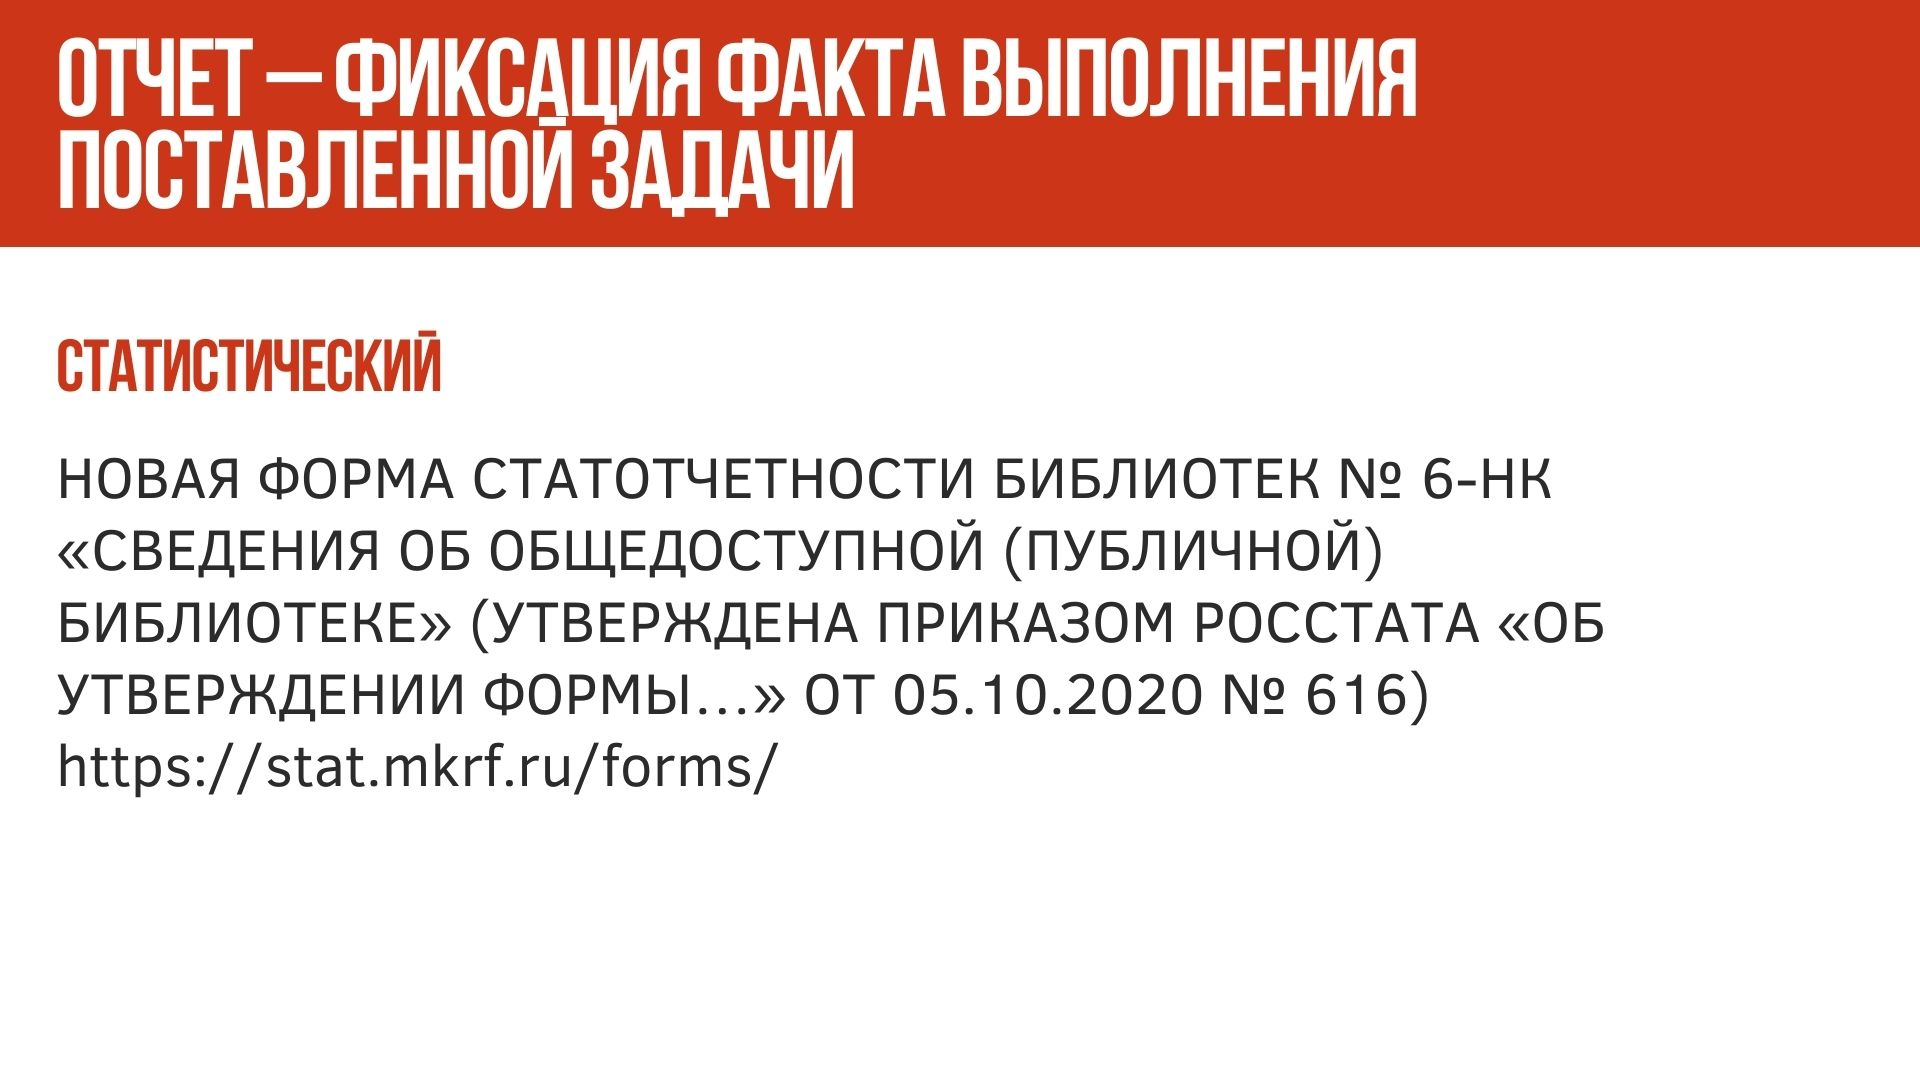 ОТЧЕТ – ФИКСАЦИЯ ФАКТА ВЫПОЛНЕНИЯ
ПОСТАВЛЕННОЙ ЗАДАЧИ
СТАТИСТИЧЕСКИЙ
НОВАЯ ФОРМА СТАТОТЧЕТНОСТИ БИБЛИОТЕК № 6-НК
«СВЕДЕНИЯ ОБ ОБЩЕДОСТУПНОЙ (ПУБЛИЧНОЙ)
БИБЛИОТЕКЕ» (УТВЕРЖДЕНА ПРИКАЗОМ РОССТАТА «ОБ
УТВЕРЖДЕНИИ ФОРМЫ...» ОТ 05.10.2020 № 616)
https://stat.mkrf.ru/forms/